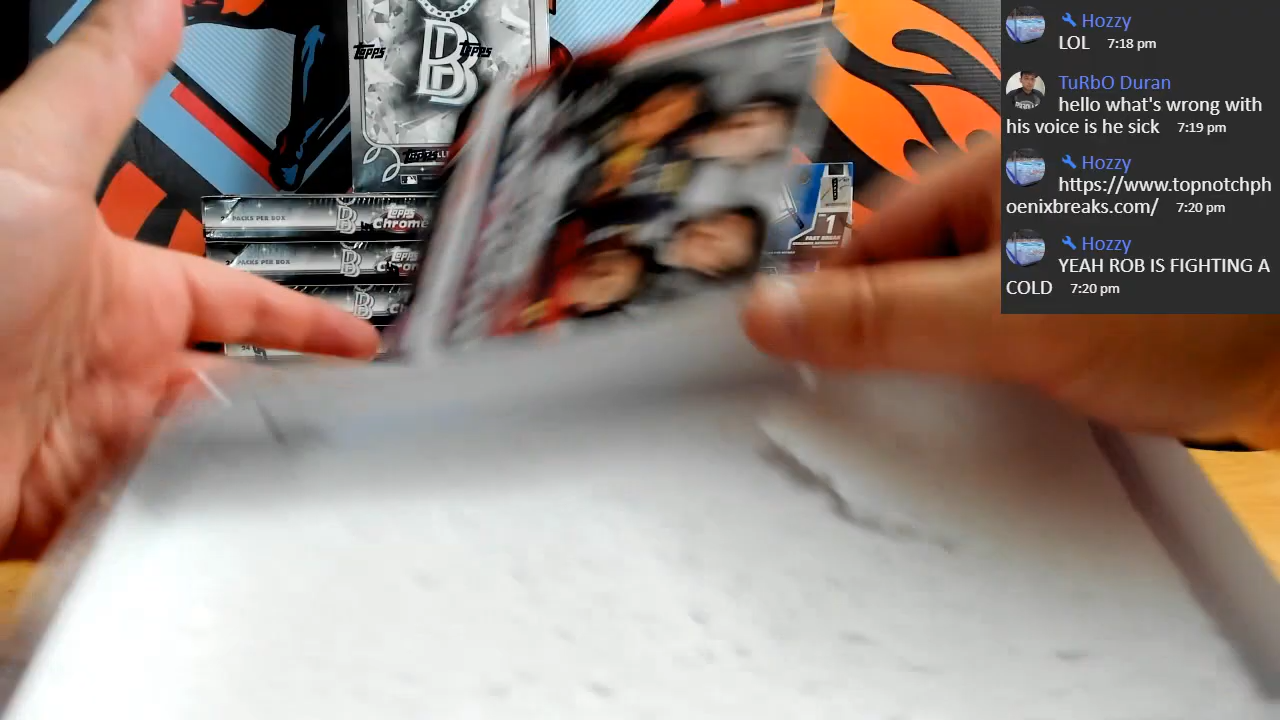 Hozzy
LOL 7:18 pm
TuRbO Duran
hello what's wrong with
his voice is he sick 7:19 pm
Hozzy
https://www.topnotchph
oenixbreaks.com/ 7:20 pm
Hozzy
YEAH ROB IS FIGHTING A
COLD 7:20 pm
Topps
BB
Topps
PACKS PER BOX
B
Topps
Chrome
PACKS PER BOX
B
Topps
Chro
B
1